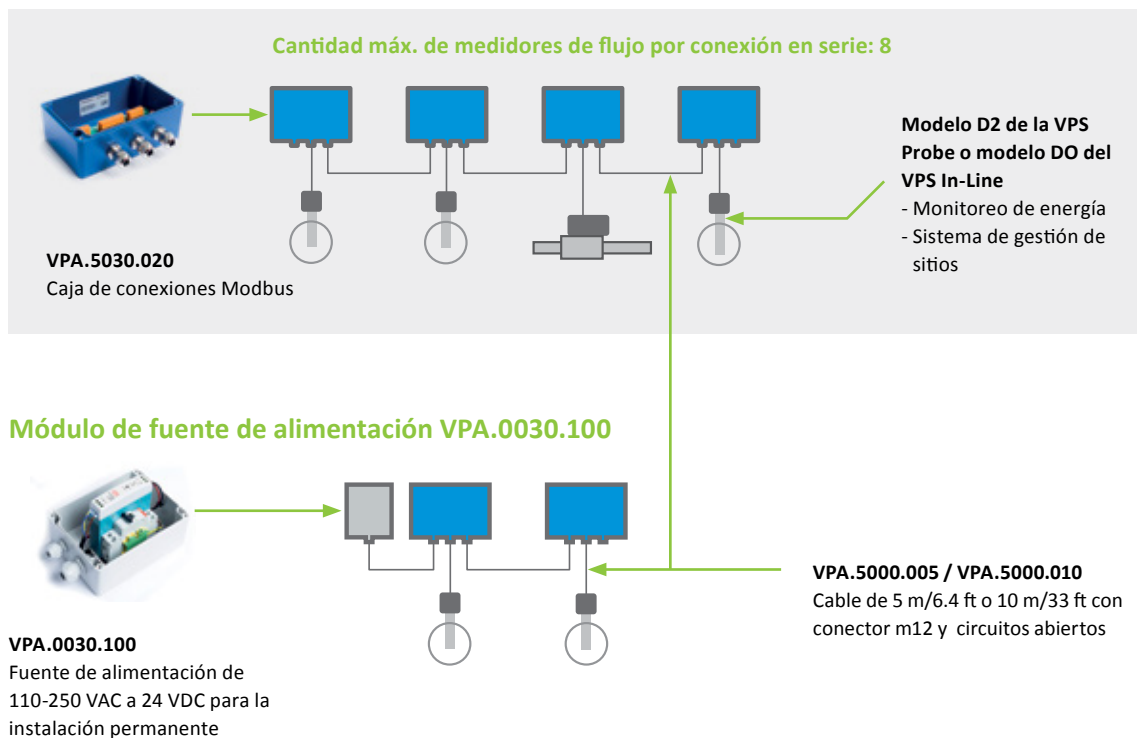 Cantidad máx. de medidores de flujo por conexión en serie: 8
VPA.5030.020
Caja de conexiones Modbus
Modelo D2 de la VPS
Probe o modelo DO del
VPS In-Line
- Monitoreo de energía
- Sistema de gestión de
sitios
Módulo de fuente de alimentación VPA.0030.100
VPA.0030.100
Fuente de alimentación de
110-250 VAC a 24 VDC para la
instalación permanente
VPA.5000.005 / VPA.5000.010
Cable de 5 m/6.4 ft o 10 m/33 ft con
conector m12 y circuitos abiertos